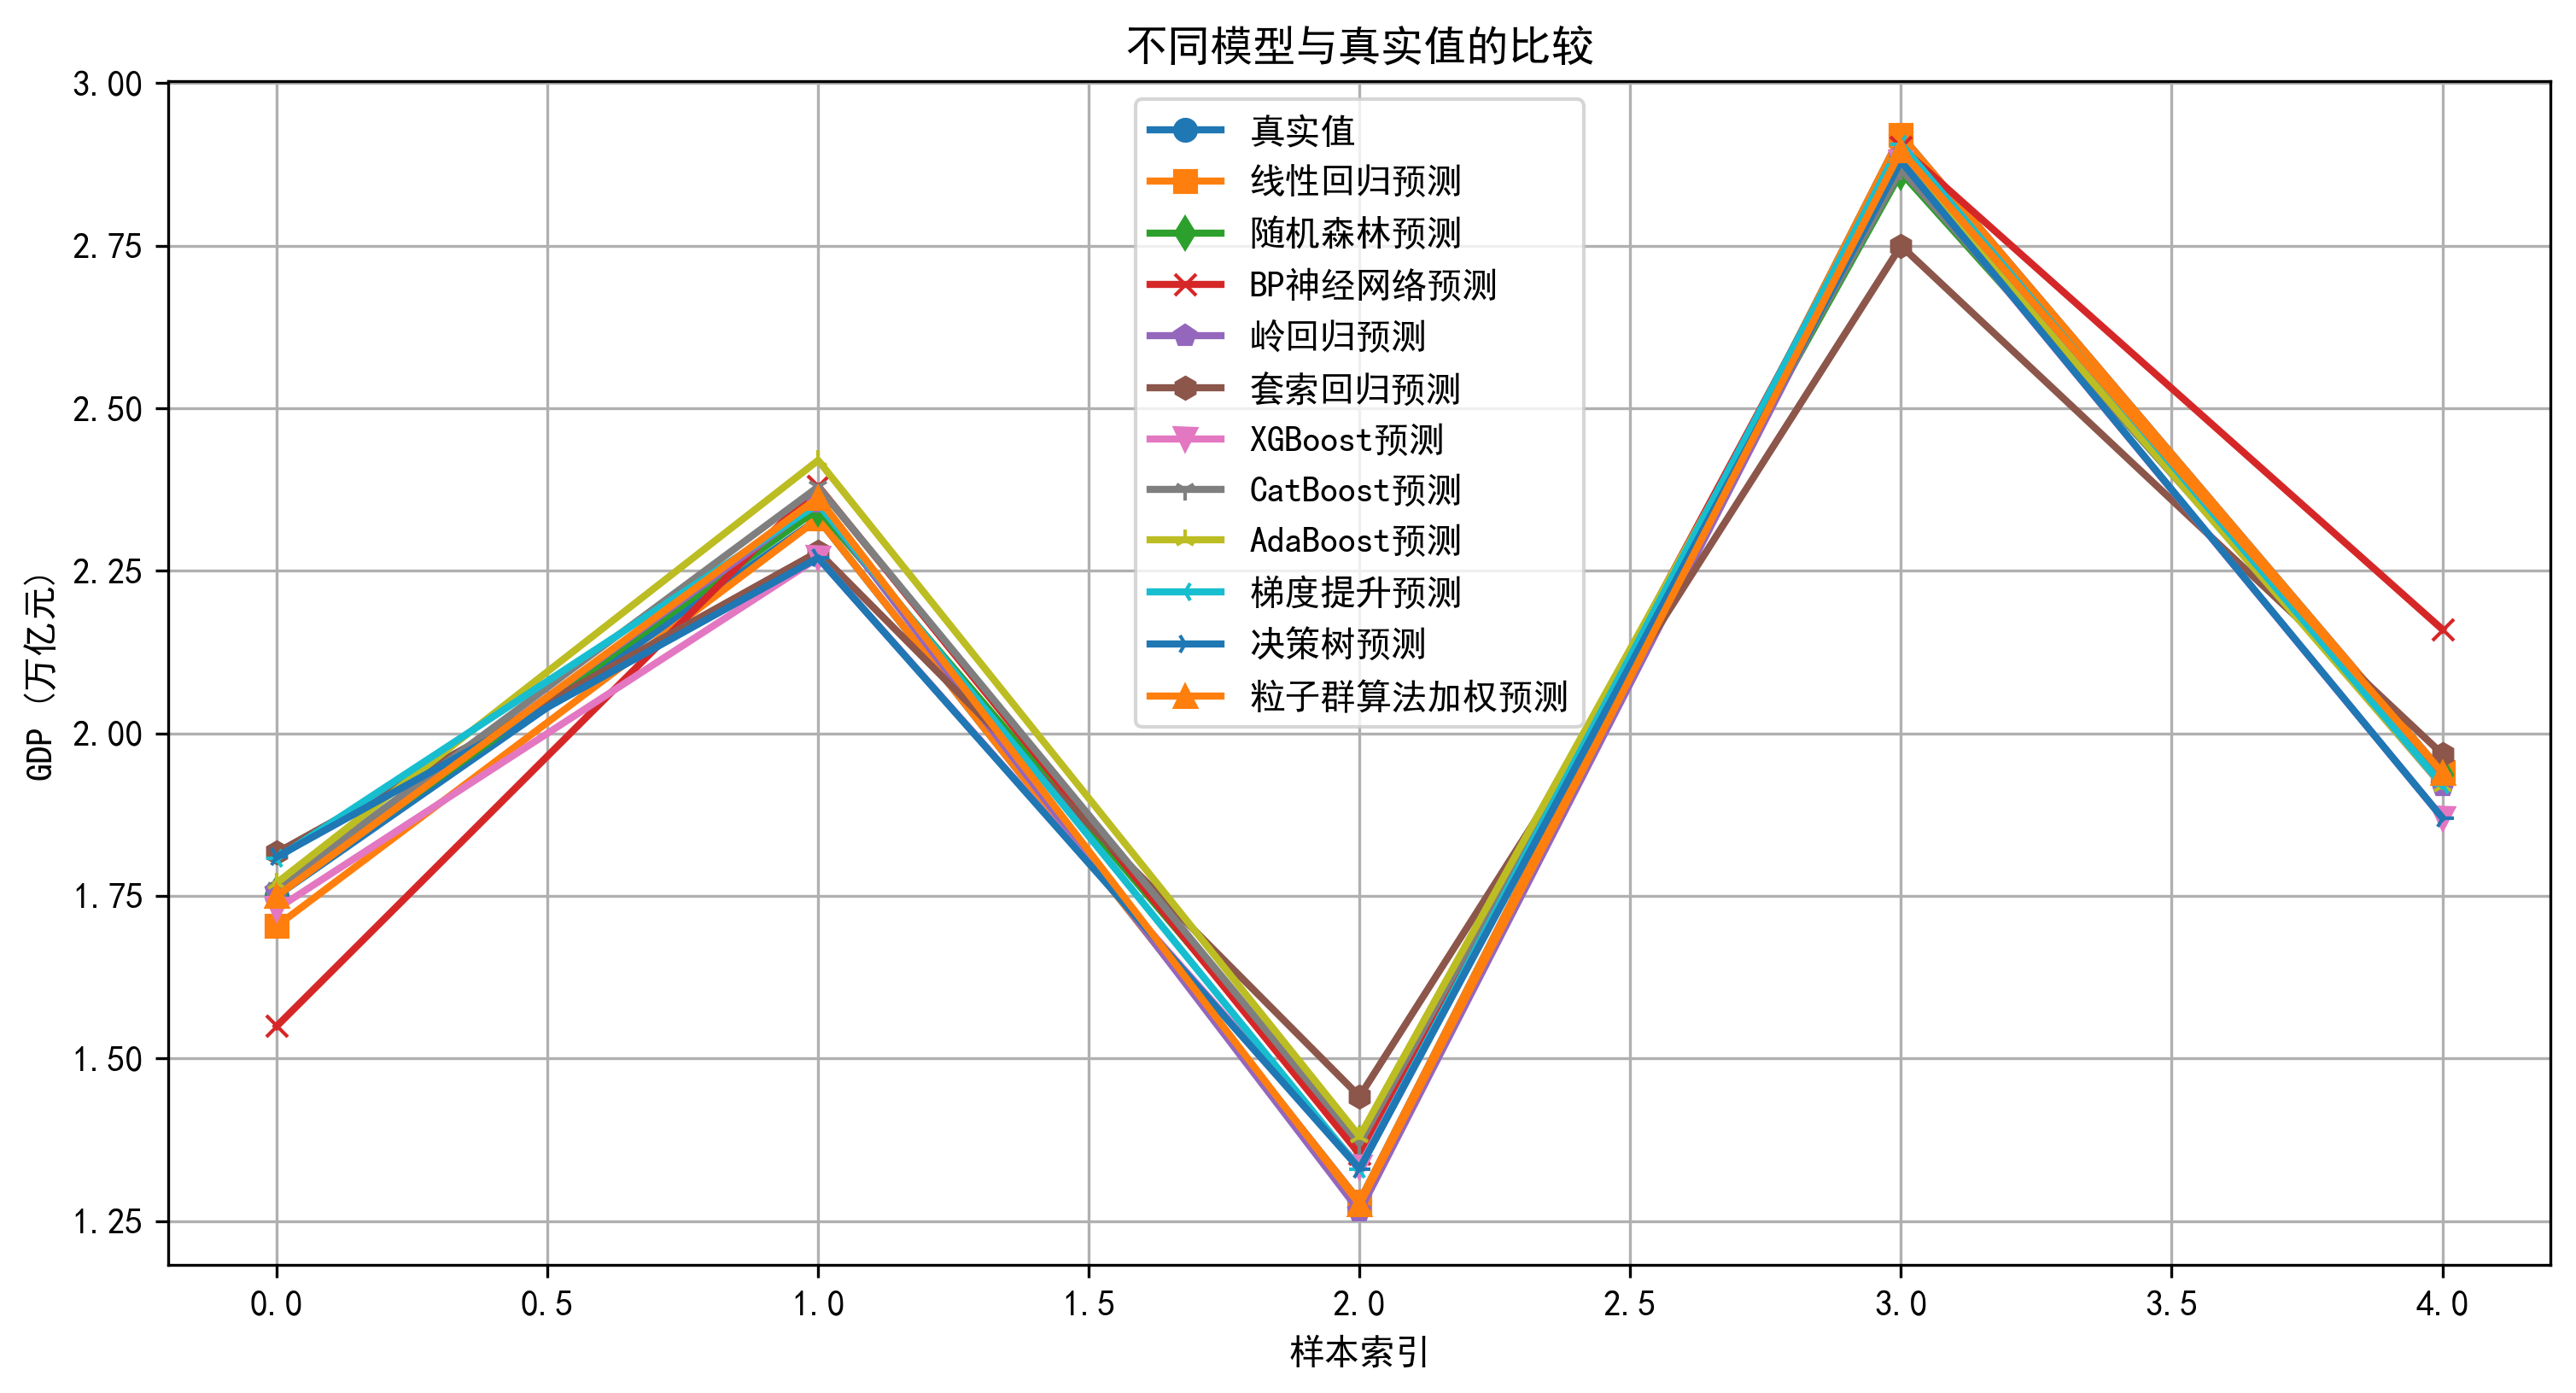 不同模型与真实值的比较
3.00
2.75
2.50
2.25
2.00
1.75
1.50
1.25
GDP (万亿元)
真实值
线性回归预测
随机森林预测
BP神经网络预测
岭回归预测
套索回归预测
XGBoost预测
CatBoost预测
AdaBoost预测
梯度提升预测
决策树预测
粒子群算法加权预测
0.0 0.5 1.0 1.5 2.0 2.5 3.0 3.5 4.0
样本索引